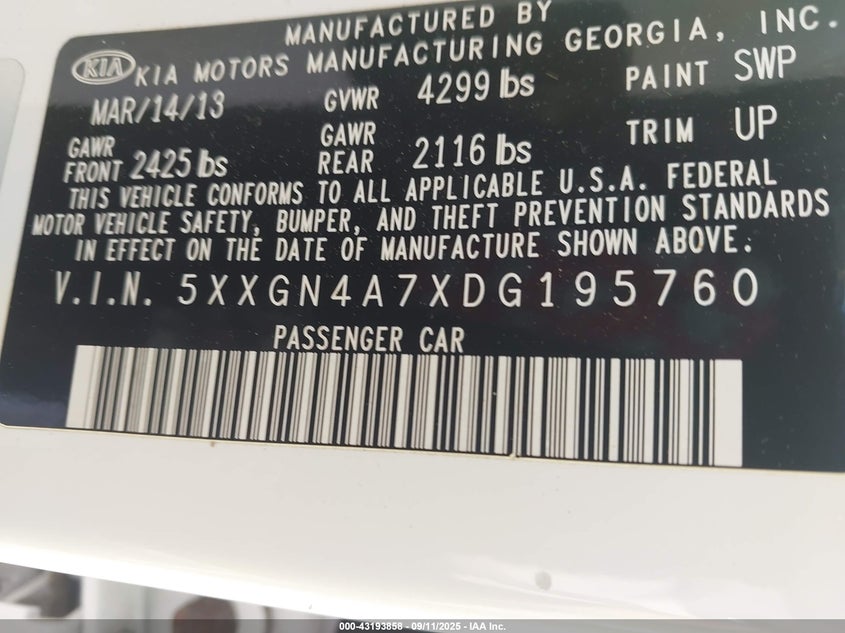 MANUFACTURED BY
KIA KIA MOTORS MANUFACTURING GEORGIA, INC.
MAR/14/13 GVWR 4299 lbs PAINT SWP
GAWR FRONT 2425 lbs GAWR REAR 2116 lbs TRIM UP
THIS VEHICLE CONFORMS TO ALL APPLICABLE U.S.A. FEDERAL
MOTOR VEHICLE SAFETY, BUMPER, AND THEFT PREVENTION STANDARDS
IN EFFECT ON THE DATE OF MANUFACTURE SHOWN ABOVE.
V.I.N. 5XXGN4A7XDG195760
PASSENGER CAR
000-43193858 - 09/11/2025 - IAA Inc.